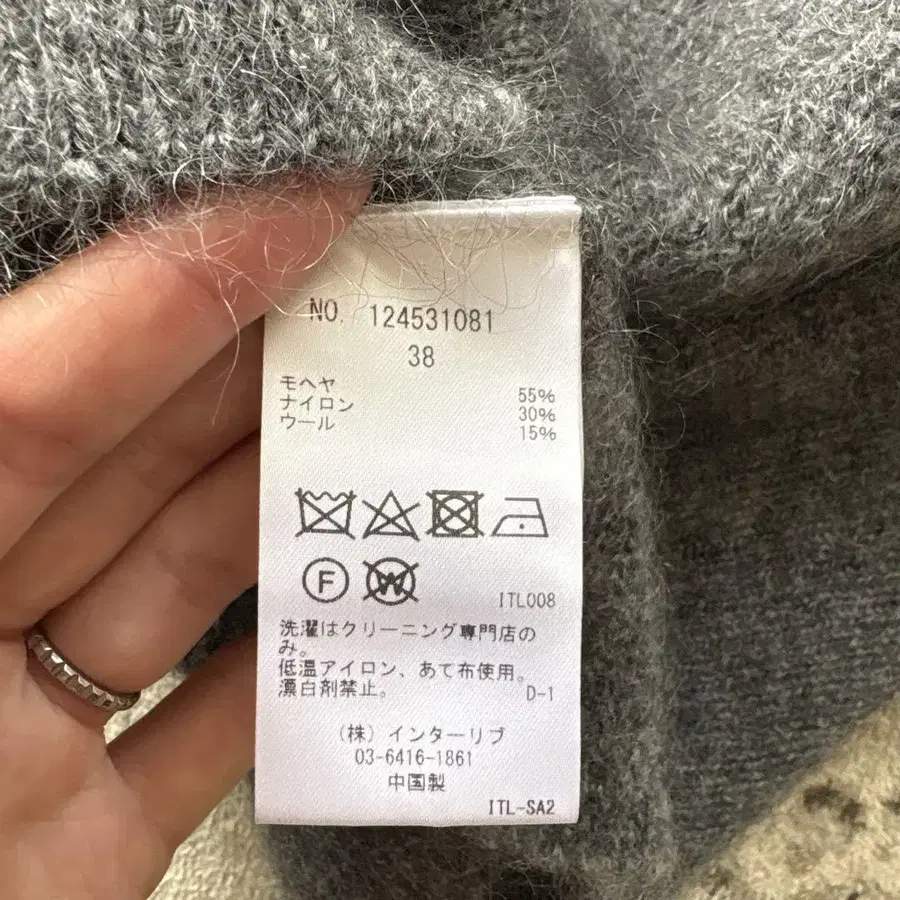 NO. 124531081
38
モヘヤ 55%
ナイロン 30%
ウール 15%
F W
ITL008
洗濯はクリーニング専門店の
み。
低温アイロン、あて布使用。
漂白剤禁止。 D-1
(株)インターリブ
03-6416-1861
中国製
ITL-SA2